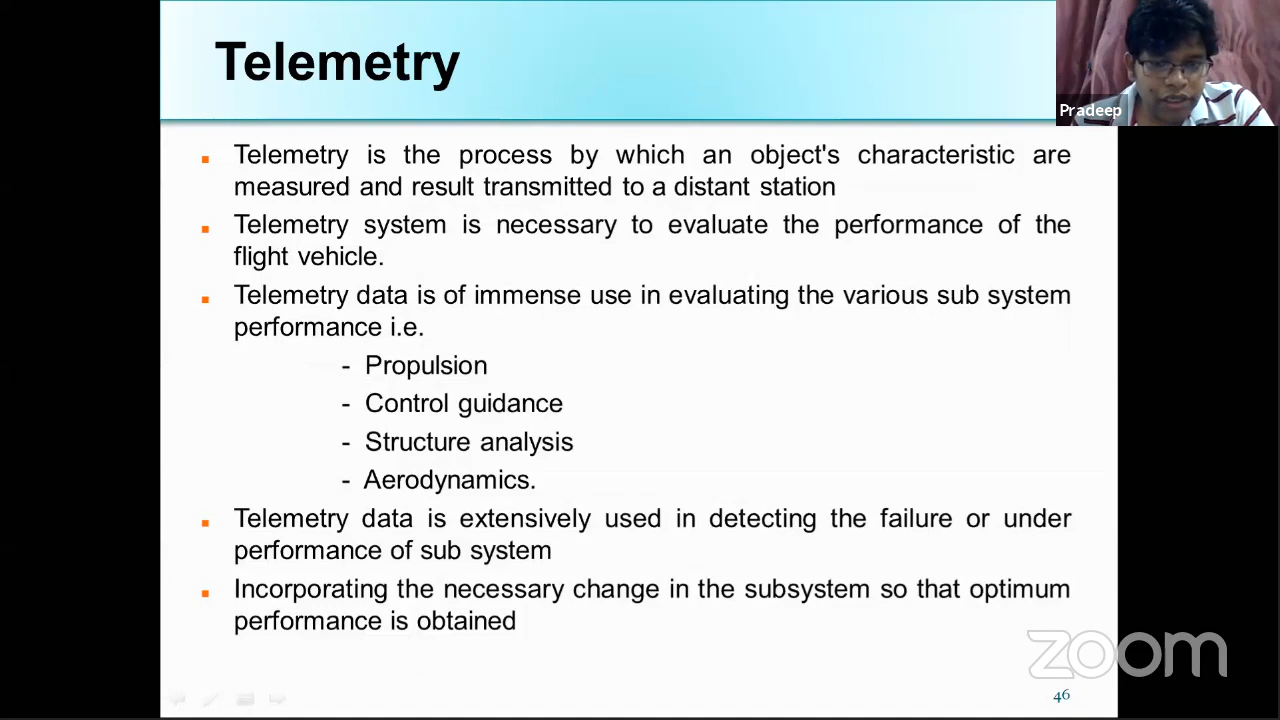 Telemetry
Pradeep
Telemetry is the process by which an object's characteristic are
measured and result transmitted to a distant station
Telemetry system is necessary to evaluate the performance of the
flight vehicle.
Telemetry data is of immense use in evaluating the various sub system
performance i.e.
- Propulsion
- Control guidance
- Structure analysis
- Aerodynamics.
Telemetry data is extensively used in detecting the failure or under
performance of sub system
Incorporating the necessary change in the subsystem so that optimum
performance is obtained
zoom
46